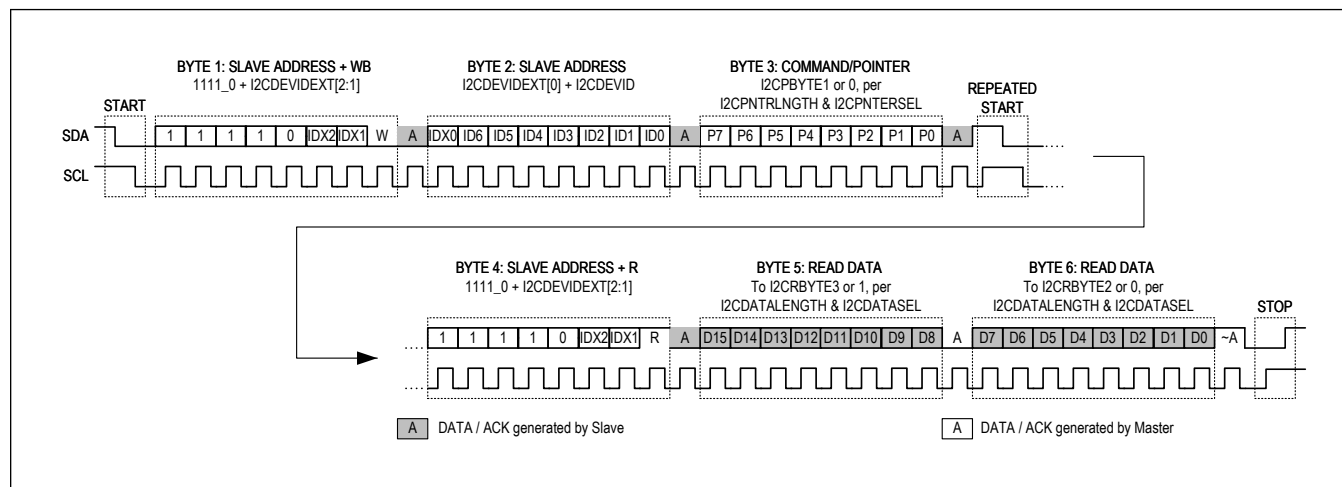 BYTE 1: SLAVE ADDRESS + WB
1111_0 + I2CDEVIDEXT[2:1]
BYTE 2: SLAVE ADDRESS
I2CDEVIDEXT[0] + I2CDEVID
BYTE 3: COMMAND/POINTER
I2CPBYTE1 or 0, per
I2CPNTRLNGTH & I2CPNTERSEL
START
REPEATED
START
SDA 1 1 1 1 0 IDX2 IDX1 W A IDX0 ID6 ID5 ID4 ID3 ID2 ID1 ID0 A P7 P6 P5 P4 P3 P2 P1 P0 A ....
SCL ....
BYTE 4: SLAVE ADDRESS + R
1111_0 + I2CDEVIDEXT[2:1]
BYTE 5: READ DATA
To I2CRBYTE3 or 1, per
I2CDATALENGTH & I2CDATASEL
BYTE 6: READ DATA
To I2CRBYTE2 or 0, per
I2CDATALENGTH & I2CDATASEL
STOP
.... 1 1 1 1 0 IDX2 IDX1 R A D15 D14 D13 D12 D11 D10 D9 D8 A D7 D6 D5 D4 D3 D2 D1 D0 ~A
....
A DATA / ACK generated by Slave
A DATA / ACK generated by Master